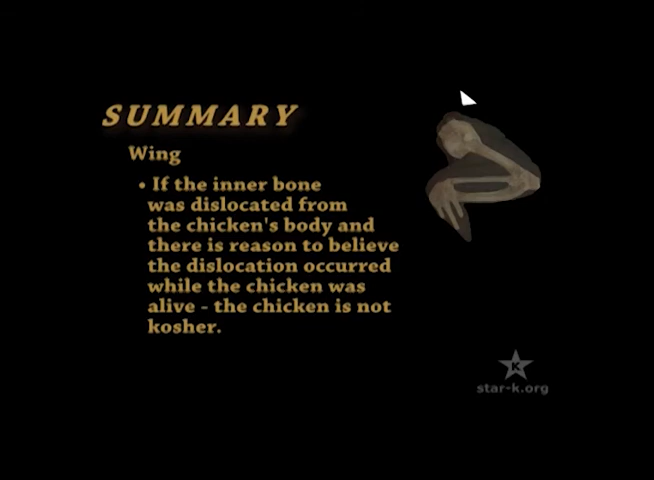 SUMMARY
Wing
• If the inner bone
was dislocated from
the chicken's body and
there is reason to believe
the dislocation occurred
while the chicken was
alive - the chicken is not
kosher.
K
star-k.org